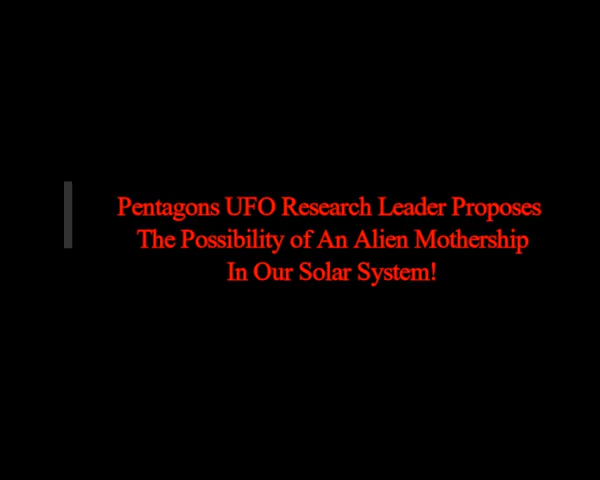 Pentagons UFO Research Leader Proposes
The Possibility of An Alien Mothership
In Our Solar System!